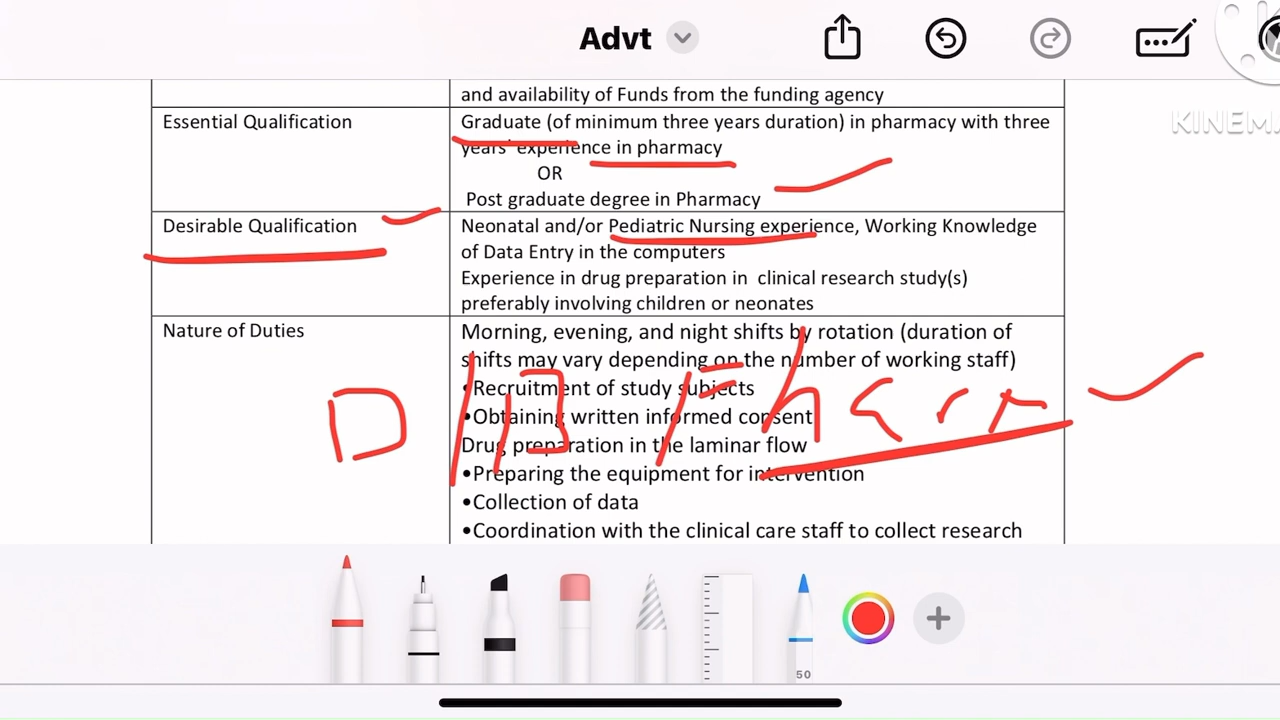 Advt
KINEM
and availability of Funds from the funding agency
Essential Qualification
Graduate (of minimum three years duration) in pharmacy with three
years' experience in pharmacy
OR
Post graduate degree in Pharmacy
Desirable Qualification
Neonatal and/or Pediatric Nursing experience, Working Knowledge
of Data Entry in the computers
Experience in drug preparation in clinical research study(s)
preferably involving children or neonates
Nature of Duties
Morning, evening, and night shifts by rotation (duration of
shifts may vary depending on the number of working staff)
•Recruitment of study subjects
•Obtaining written informed consent
Drug preparation in the laminar flow
•Preparing the equipment for intervention
•Collection of data
•Coordination with the clinical care staff to collect research
50